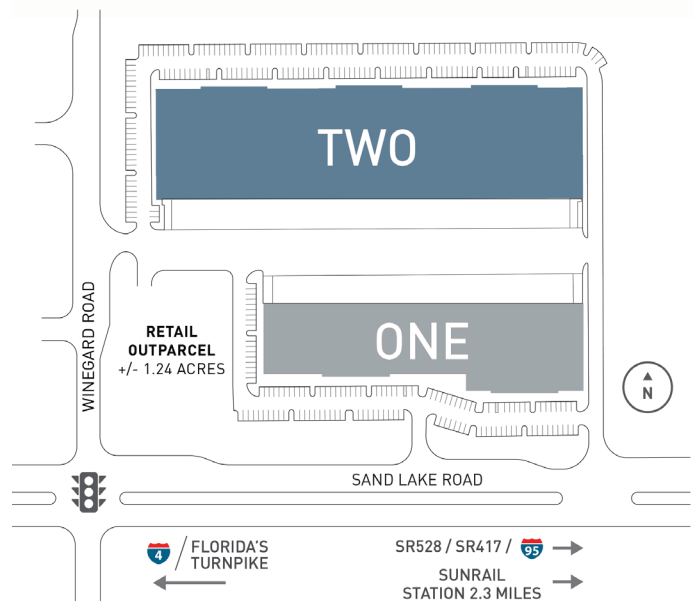 TWO
WINEGARD ROAD
RETAIL
OUTPARCEL
+/- 1.24 ACRES
ONE
N
SAND LAKE ROAD
4 / FLORIDA'S
TURNPIKE
SR528 / SR417 / 95
SUNRAIL
STATION 2.3 MILES